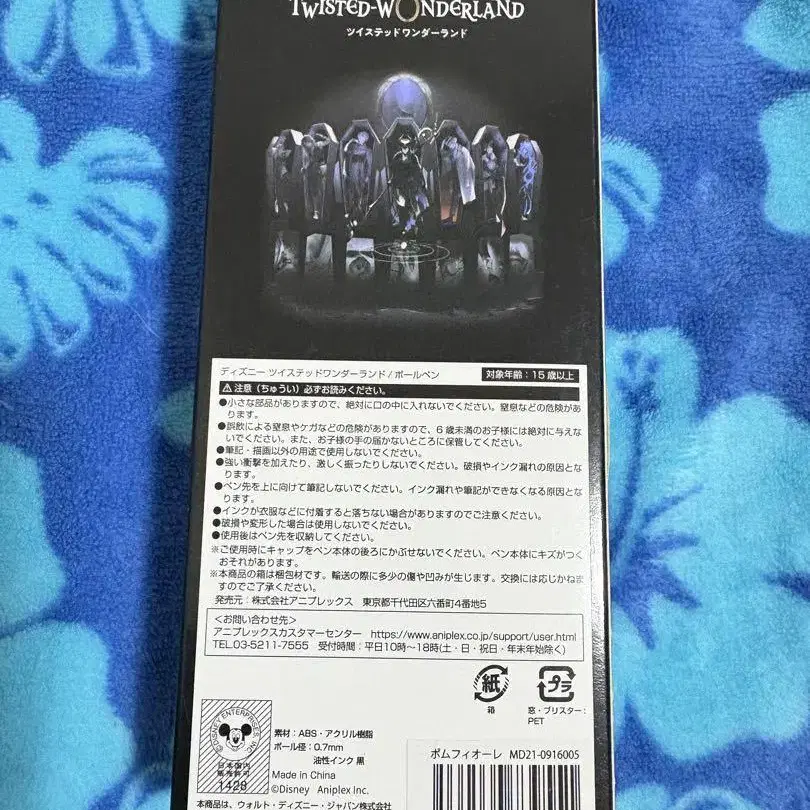 TWISTED-WONDERLAND
ツイステッドワンダーランド
ディズニー ツイステッドワンダーランド / ボールペン
対象年齢:15歳以上
⚠注意(ちゅうい)必ずお読みください。
●小さな部品がありますので、絶対に口の中に入れないでください。窒息などの危険があ
ります。
●誤飲による窒息やケガなどの危険がありますので、6歳未満のお子様には絶対に与えな
いでください。また、お子様の手の届かないところに保管してください。
●筆記・描画以外の用途で使用しないでください。
●強い衝撃を加えたり、激しく振ったりしないでください。破損やインク漏れの原因とな
ります。
●ペン先を上に向けて筆記しないでください。インク漏れや筆記ができなくなる原因とな
ります。
●インクが衣服などに付着すると落ちない場合がありますのでご注意ください。
●破損や変形した場合は使用しないでください。
●使用後はペン先を収納してください。
※ご使用時にキャップをペン本体の後ろにかぶせないでください。ペン本体にキズがつく
おそれがあります。
※本商品の箱は梱包材です。輸送の際に多少の傷や凹みが生じます。交換には応じかねま
すのでご了承ください。
発売元:株式会社アニプレックス 東京都千代田区六番町4番地5
<お問い合わせ先>
アニプレックスカスタマーセンター https://www.aniplex.co.jp/support/user.html
TEL.03-5211-7555 受付時間:平日10時〜18時(土・日・祝日・年末年始除く)
紙
箱
プラ
窓・ブリスター:
PET
©DISNEY ENTERPRISES, INC.
日本国内
販売許可
1428
素材:ABS・アクリル樹脂
ボール径:0.7mm
油性インク 黒
Made in China
©Disney Aniplex Inc.
本商品は、ウォルト・ディズニー・ジャパン株式会社
ポムフィオーレ MD21-0916005